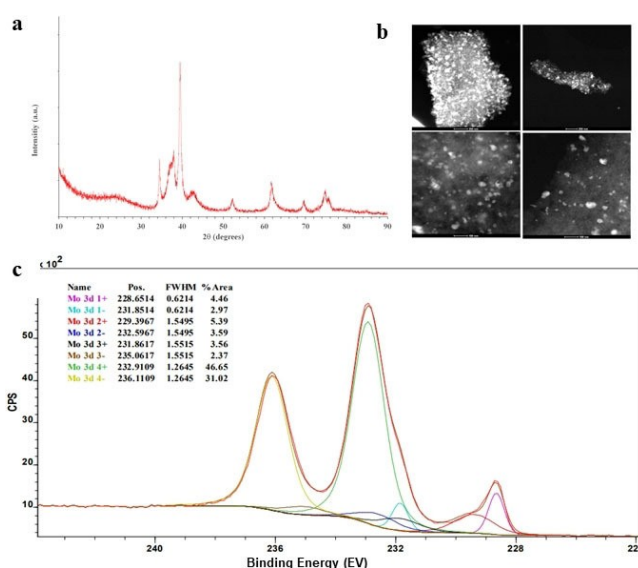 a
Intensitiy (a.u.)
10 20 30 40 50 60 70 80 90
2θ (degrees)
b
c
x 10²
Name Pos. FWHM % Area
Mo 3d 1+ 228.6514 0.6214 4.46
Mo 3d 1- 231.8514 0.6214 2.97
Mo 3d 2+ 229.3967 1.5495 5.39
Mo 3d 2- 232.5967 1.5495 3.59
Mo 3d 3+ 231.8617 1.5515 3.56
Mo 3d 3- 235.0617 1.5515 2.37
Mo 3d 4+ 232.9109 1.2645 46.65
Mo 3d 4- 236.1109 1.2645 31.02
CPS
50
40
30
20
10
240 236 232 228 22
Binding Energy (EV)